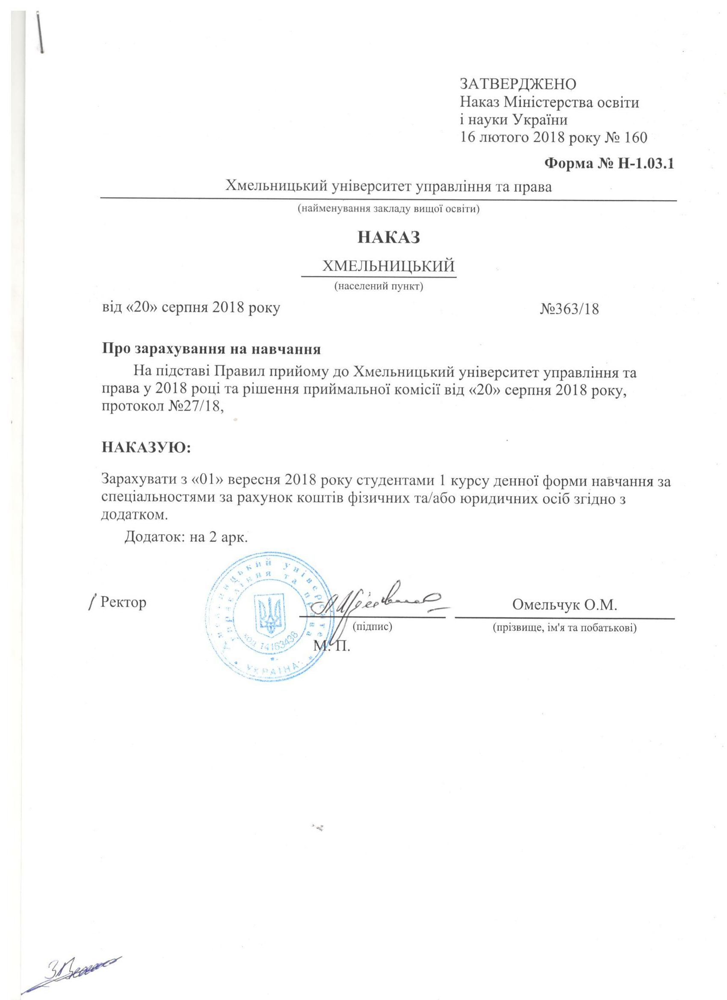 ЗАТВЕРДЖЕНО
Наказ Міністерства освіти
і науки України
16 лютого 2018 року № 160
Форма № Н-1.03.1
Хмельницький університет управління та права
(найменування закладу вищої освіти)
НАКАЗ
ХМЕЛЬНИЦЬКИЙ
(населений пункт)
від «20» серпня 2018 року №363/18
Про зарахування на навчання
На підставі Правил прийому до Хмельницький університет управління та
права у 2018 році та рішення приймальної комісії від «20» серпня 2018 року,
протокол №27/18,
НАКАЗУЮ:
Зарахувати з «01» вересня 2018 року студентами 1 курсу денної форми навчання за
спеціальностями за рахунок коштів фізичних та/або юридичних осіб згідно з
додатком.
Додаток: на 2 арк.
/ Ректор Омельчук О.М.
(підпис) (прізвище, ім'я та побатькові)
М. П.
Хмельницький університет
управління та права
код 14163438
* УКРАЇНА *